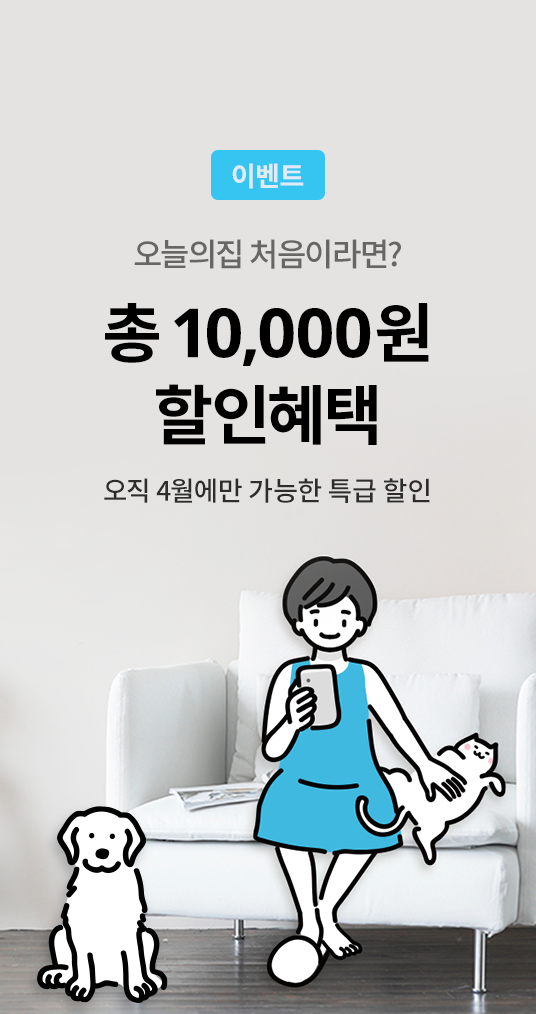 이벤트
오늘의집 처음이라면?
총 10,000원
할인혜택
오직 4월에만 가능한 특급 할인